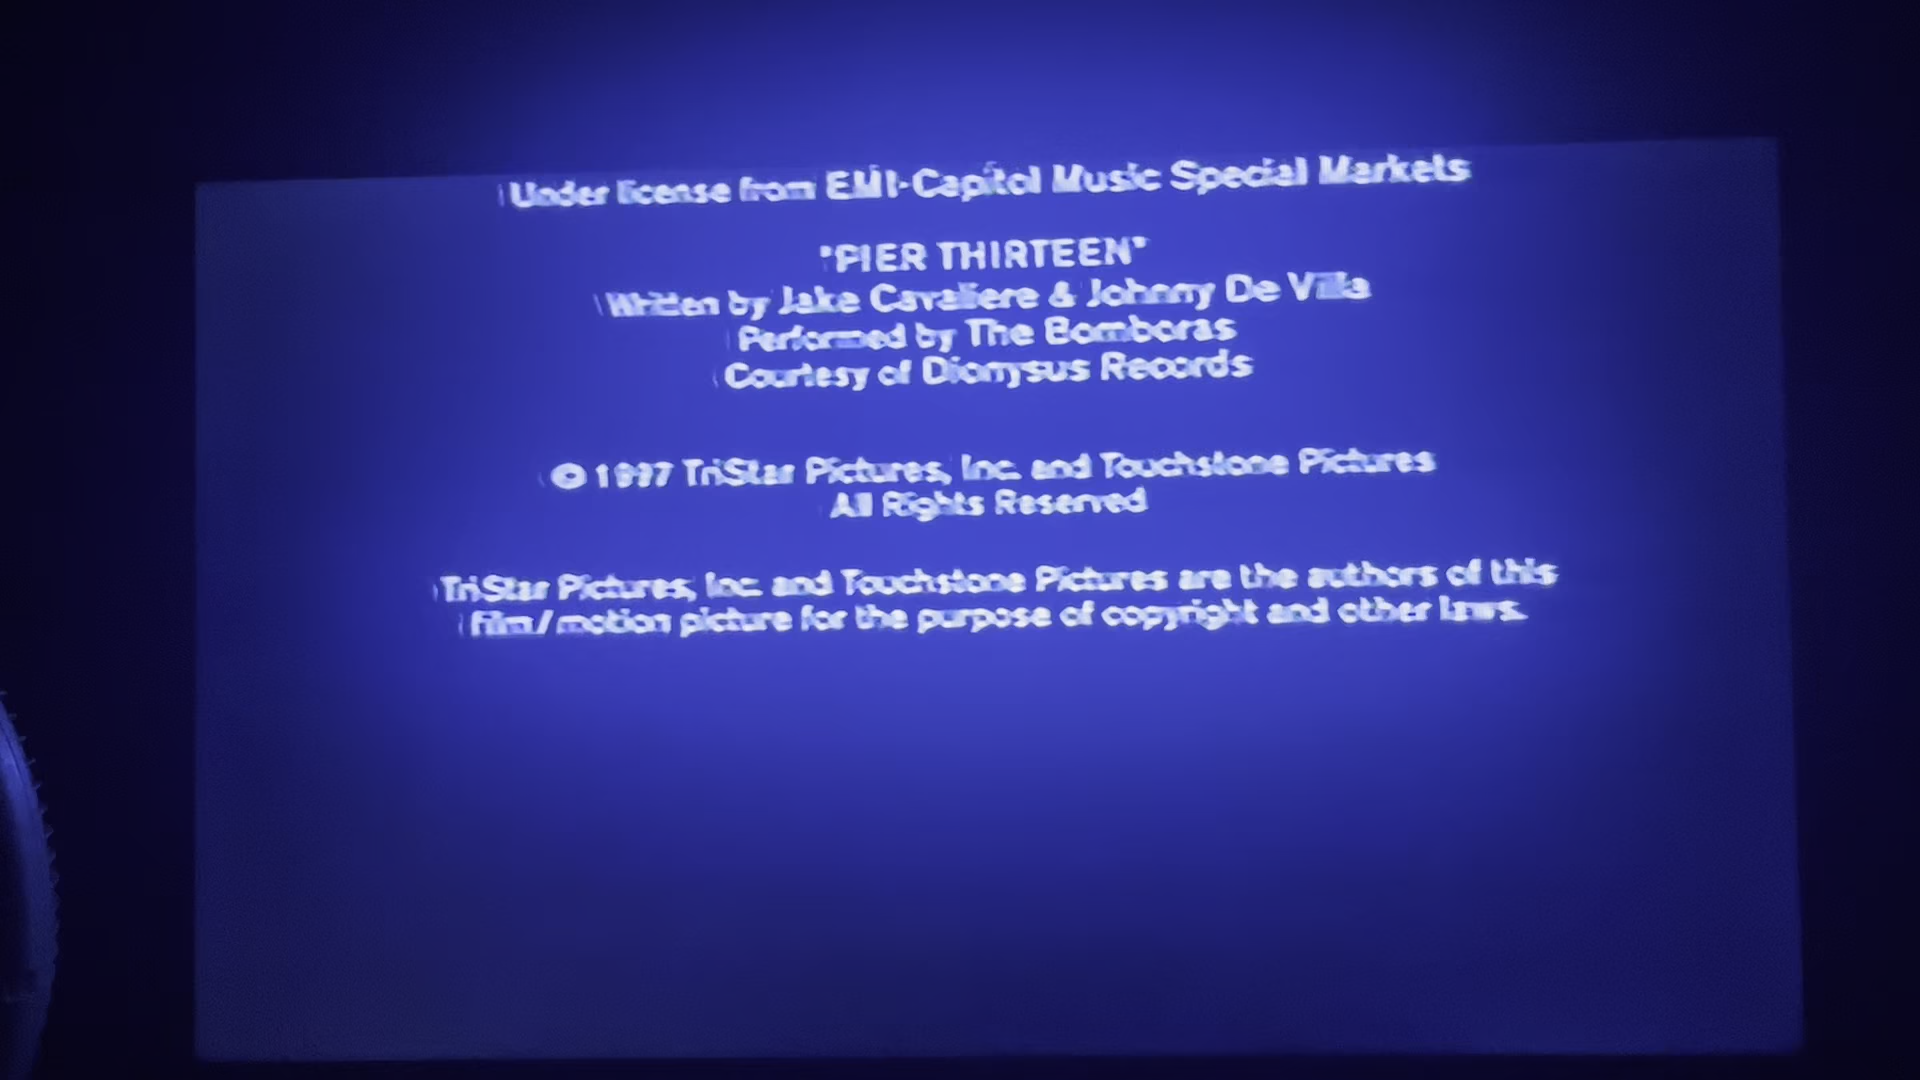 Under license from EMI-Capitol Music Special Markets
"PIER THIRTEEN"
Written by Jake Cavaliere & Johnny De Villa
Performed by The Bomboras
Courtesy of Dionysus Records
© 1997 TriStar Pictures, Inc. and Touchstone Pictures
All Rights Reserved
TriStar Pictures, Inc. and Touchstone Pictures are the authors of this
film/motion picture for the purpose of copyright and other laws.